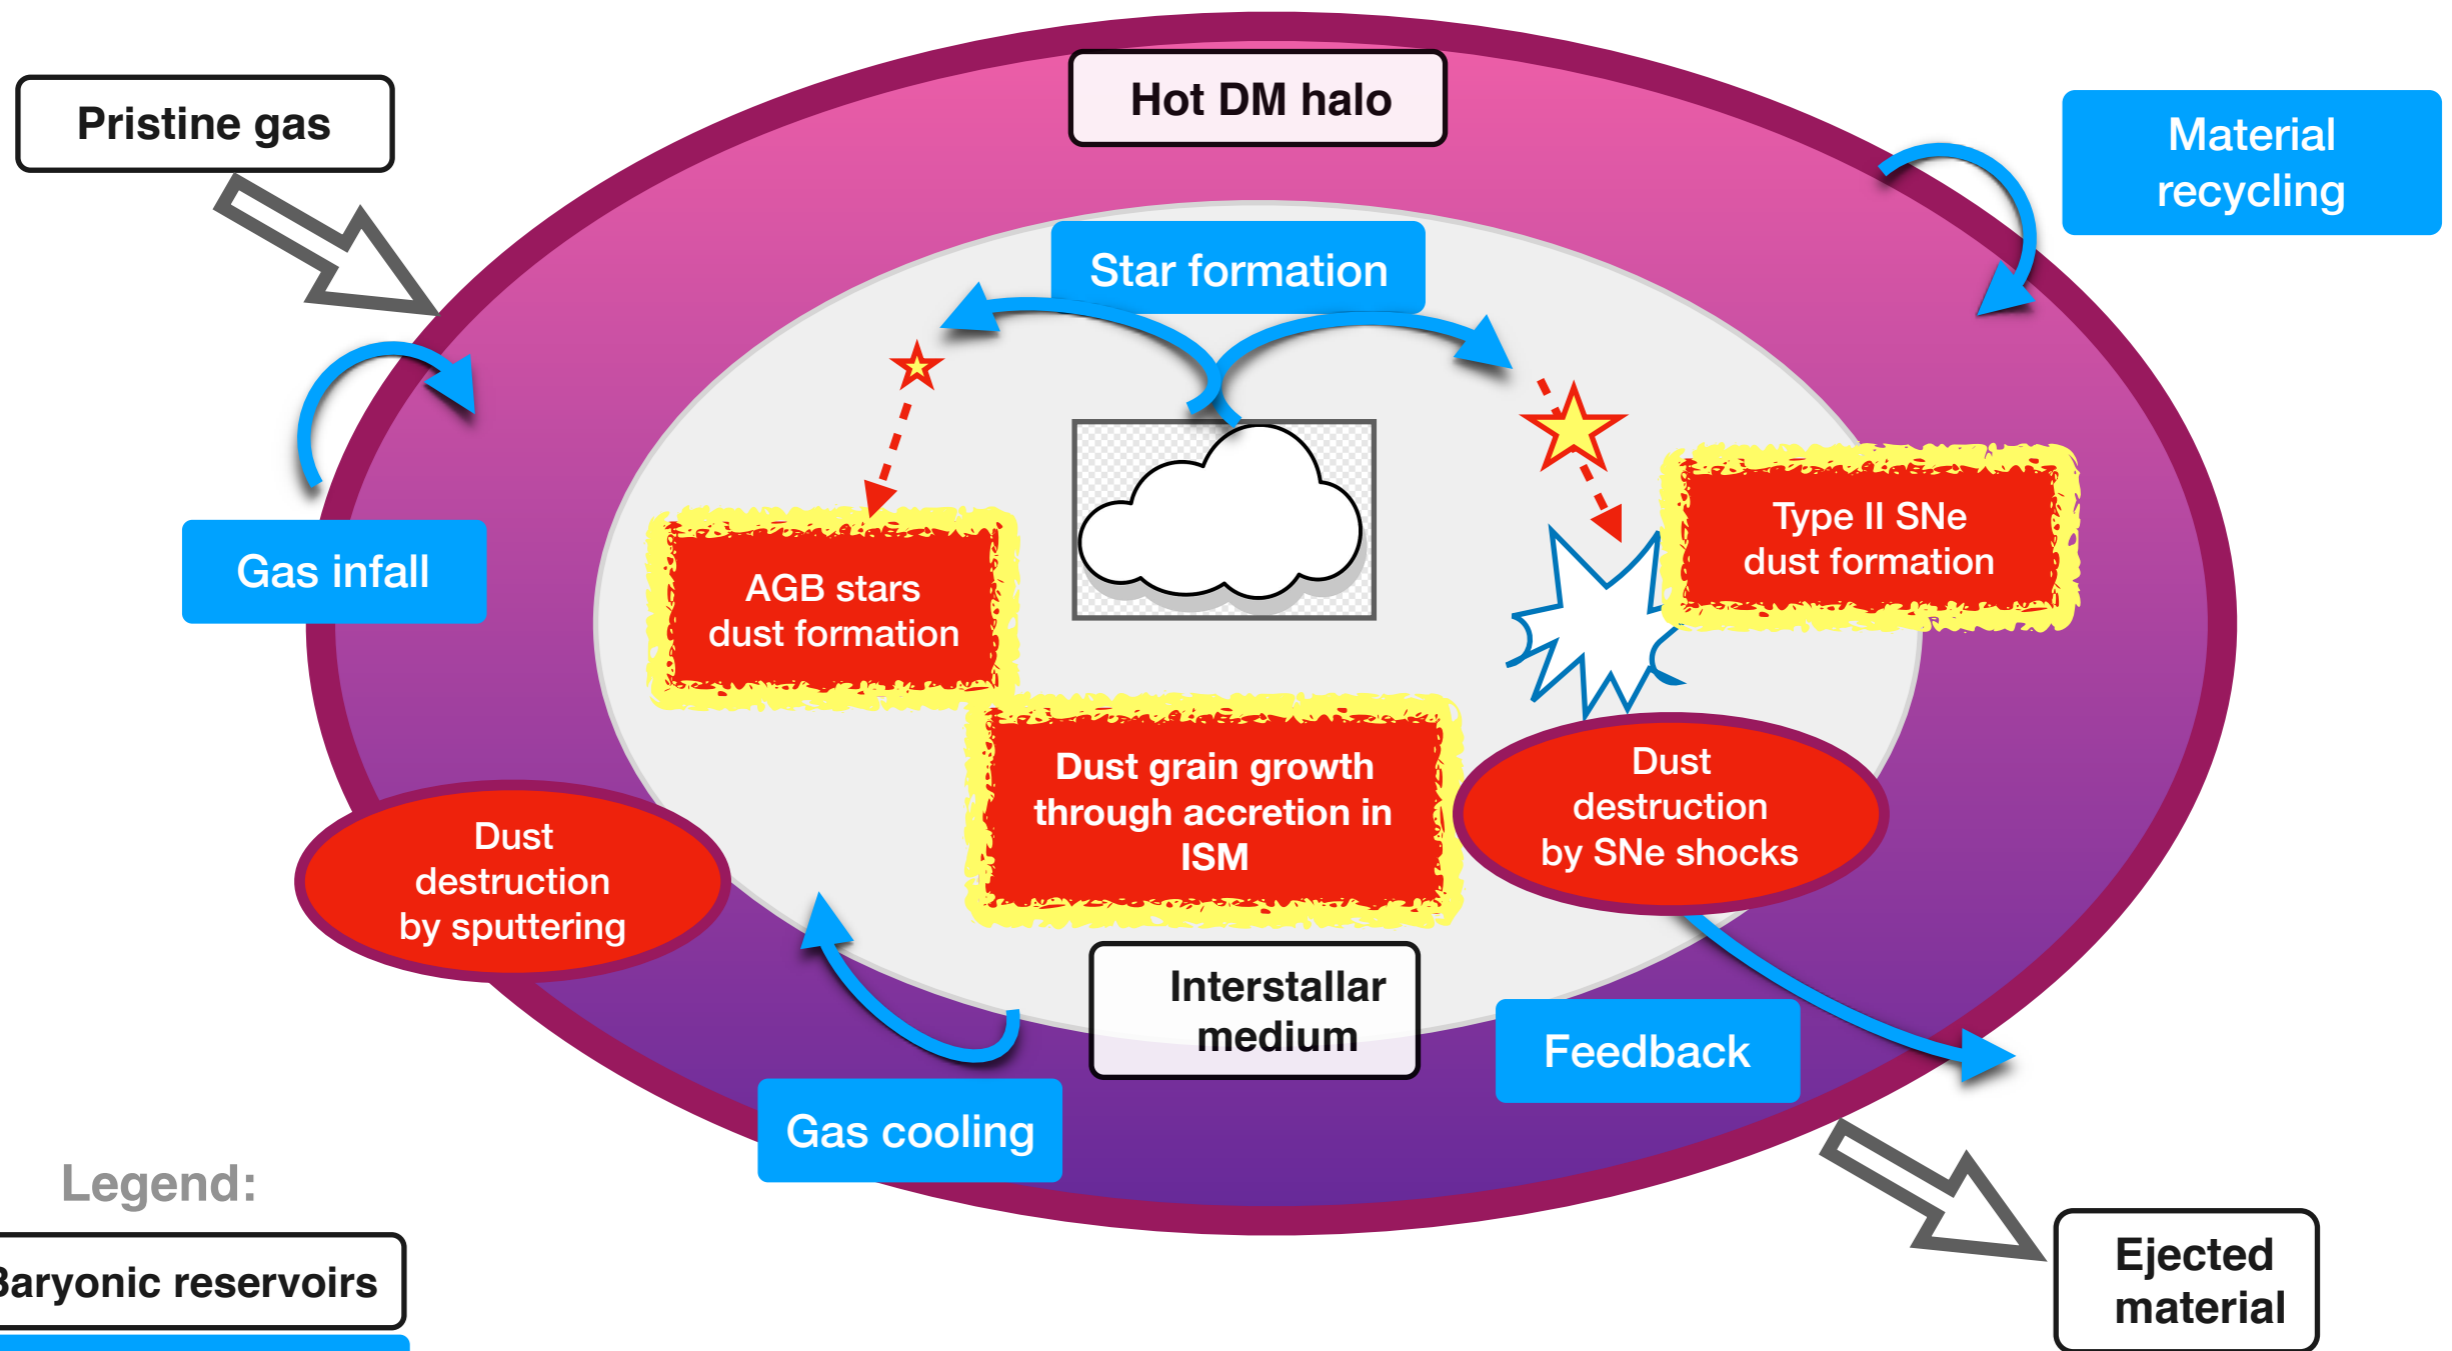 Pristine gas
Hot DM halo
Material
recycling
Star formation
Gas infall
AGB stars
dust formation
Type II SNe
dust formation
Dust grain growth
through accretion in
ISM
Dust
destruction
by SNe shocks
Dust
destruction
by sputtering
Interstallar
medium
Feedback
Gas cooling
Legend:
Baryonic reservoirs
Ejected
material